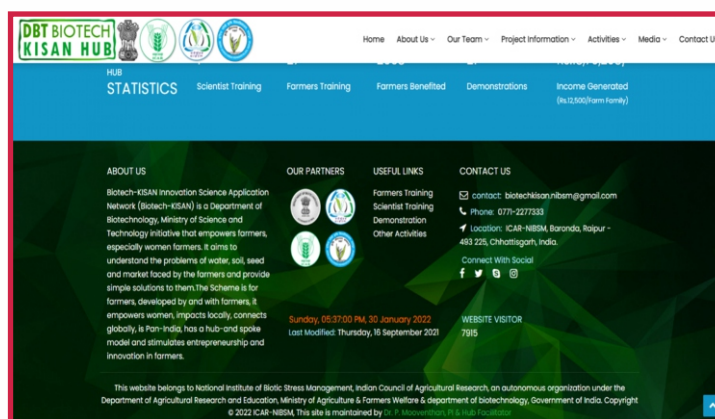 DBT BIOTECH
KISAN HUB
Home About Us Our Team Project Information Activities Media Contact U
HUB
STATISTICS
Scientist Training Farmers Training Farmers Benefited Demonstrations Income Generated
(Rs.12,500/Farm Family)
ABOUT US
Biotech-KISAN Innovation Science Application
Network (Biotech-KISAN) is a Department of
Biotechnology, Ministry of Science and
Technology initiative that empowers farmers,
especially women farmers. It aims to
understand the problems of water, soil, seed
and market faced by the farmers and provide
simple solutions to them.The Scheme is for
farmers, developed by and with farmers, it
empowers women, impacts locally, connects
globally, is Pan-India, has a hub-and spoke
model and stimulates entrepreneurship and
innovation in farmers.
OUR PARTNERS
USEFUL LINKS
Farmers Training
Scientist Training
Demonstration
Other Activities
CONTACT US
contact: biotechkisan.nibsm@gmail.com
Phone: 0771-2277333
Location: ICAR-NIBSM, Baronda, Raipur -
493 225, Chhattisgarh, India.
Connect With Social
Sunday, 05:37:00 PM, 30 January 2022
Last Modified: Thursday, 16 September 2021
WEBSITE VISITOR
7915
This website belongs to National Institute of Biotic Stress Management, Indian Council of Agricultural Research, an autonomous organization under the
Department of Agricultural Research and Education, Ministry of Agriculture & Farmers Welfare & department of biotechnology, Government of India. Copyright
© 2022 ICAR-NIBSM, This site is maintained by Dr. P. Mooventhan, PI & Hub Facilitator